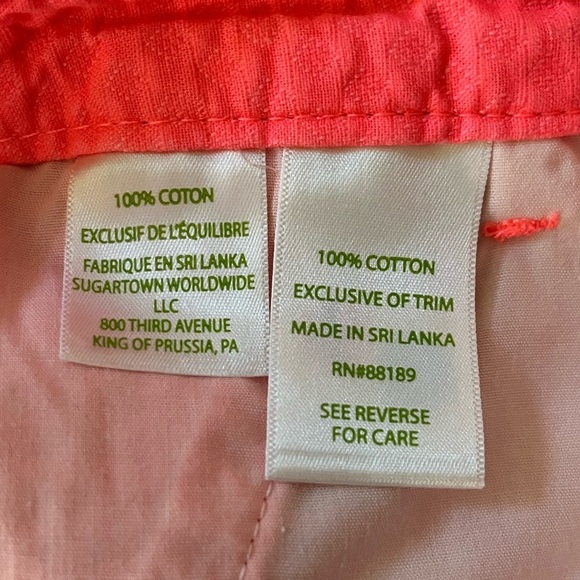 100% COTON
EXCLUSIF DE L'ÉQUILIBRE
FABRIQUE EN SRI LANKA
SUGARTOWN WORLDWIDE
LLC
800 THIRD AVENUE
KING OF PRUSSIA, PA
100% COTTON
EXCLUSIVE OF TRIM
MADE IN SRI LANKA
RN#88189
SEE REVERSE
FOR CARE